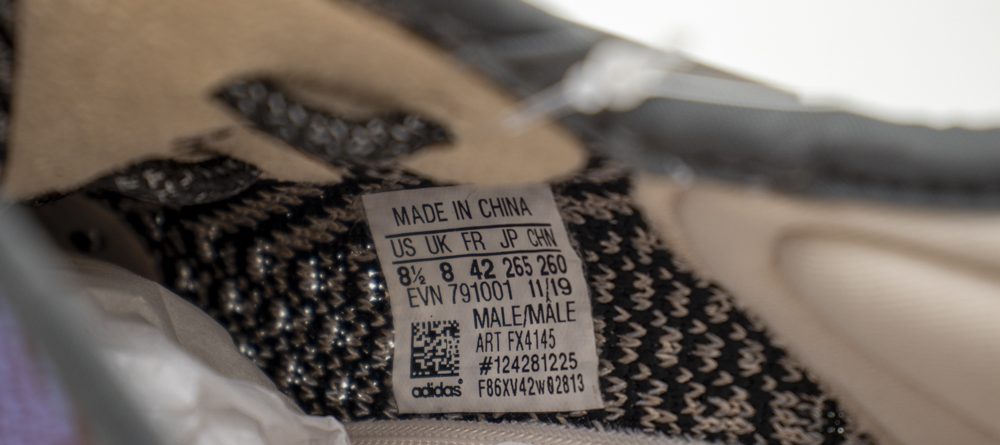 MADE IN CHINA
US UK FR JP CHN
8½ 8 42 265 260
EVN 791001 11/19
MALE/MÂLE
ART FX4145
#124281225
adidas F86XV42W02813